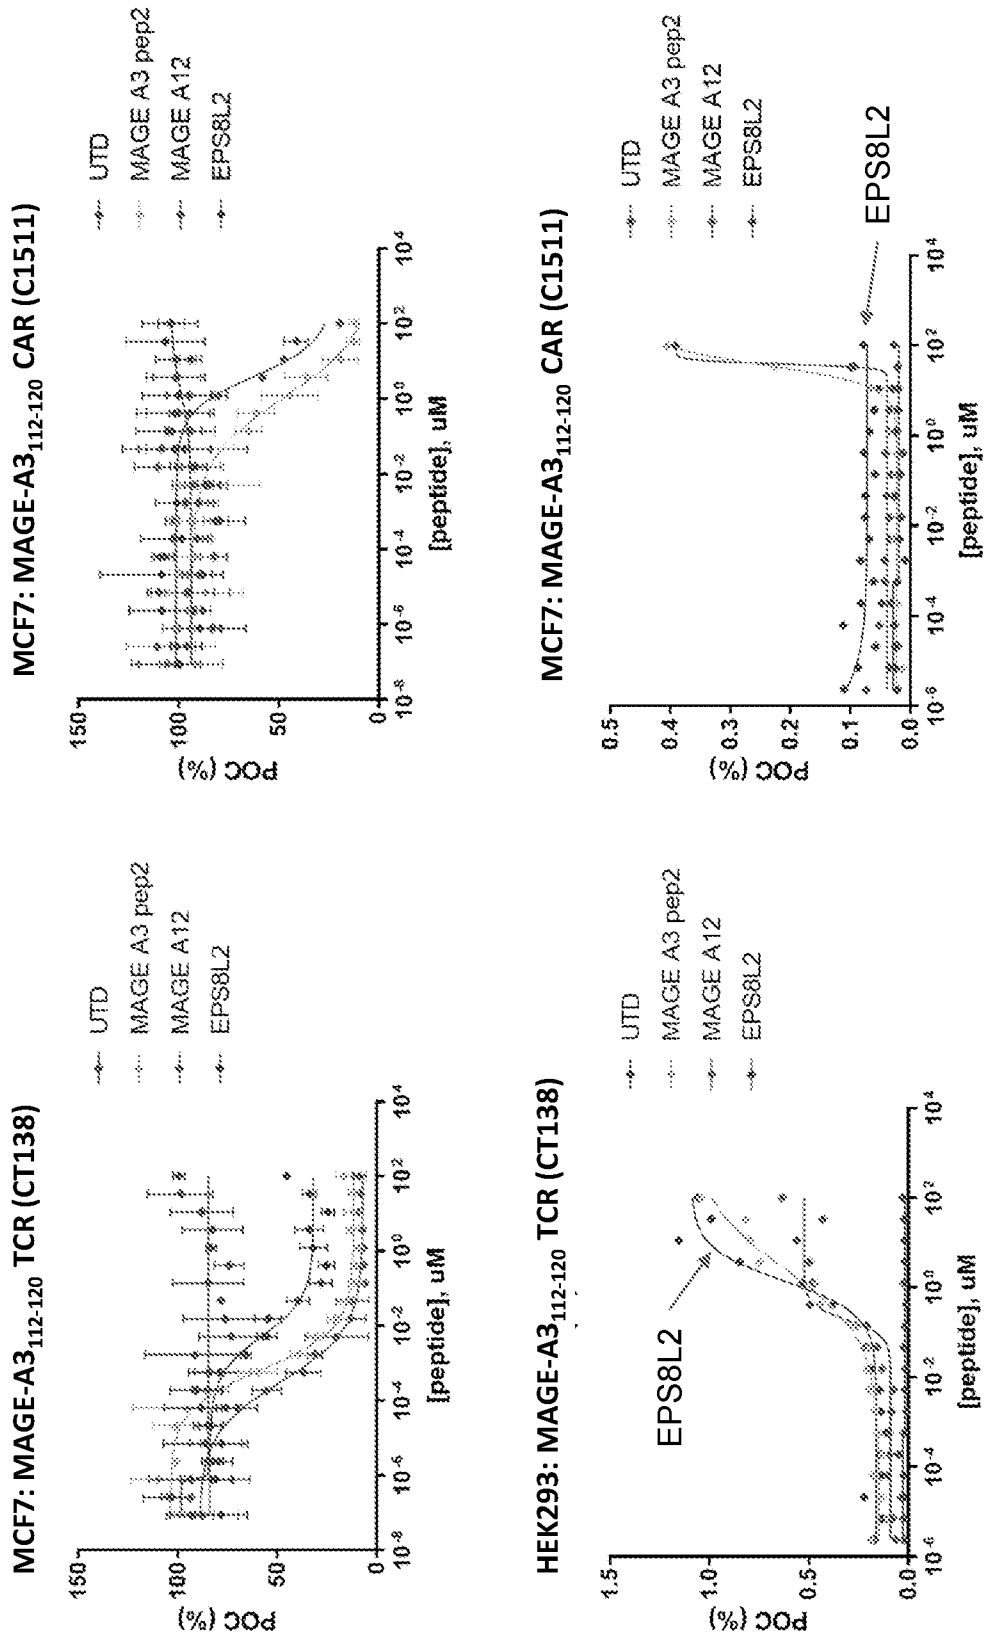 MCF7: MAGE-A3112-120 TCR (CT138)
150
100
50
0
POC (%)
10-8
10-6
10-4
10-2
100
102
104
[peptide], uM
UTD
MAGE A3 pep2
MAGE A12
EPS8L2
MCF7: MAGE-A3112-120 CAR (C1511)
150
100
50
0
POC (%)
10-8
10-6
10-4
10-2
100
102
104
[peptide], uM
UTD
MAGE A3 pep2
MAGE A12
EPS8L2
HEK293: MAGE-A3112-120 TCR (CT138)
1.5
1.0
0.5
0.0
POC (%)
10-6
10-4
10-2
100
102
104
[peptide], uM
EPS8L2
UTD
MAGE A3 pep2
MAGE A12
EPS8L2
MCF7: MAGE-A3112-120 CAR (C1511)
0.5
0.4
0.3
0.2
0.1
0.0
POC (%)
10-6
10-4
10-2
100
102
104
[peptide], uM
EPS8L2
UTD
MAGE A3 pep2
MAGE A12
EPS8L2